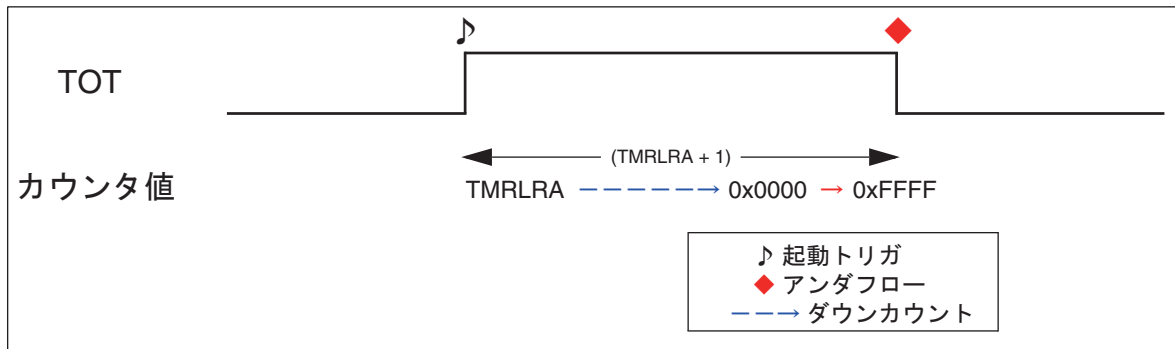 TOT
(TMRLRA + 1)
カウンタ値
TMRLRA 0x0000 → 0xFFFF
♪ 起動トリガ
◆ アンダフロー
---→ ダウンカウント